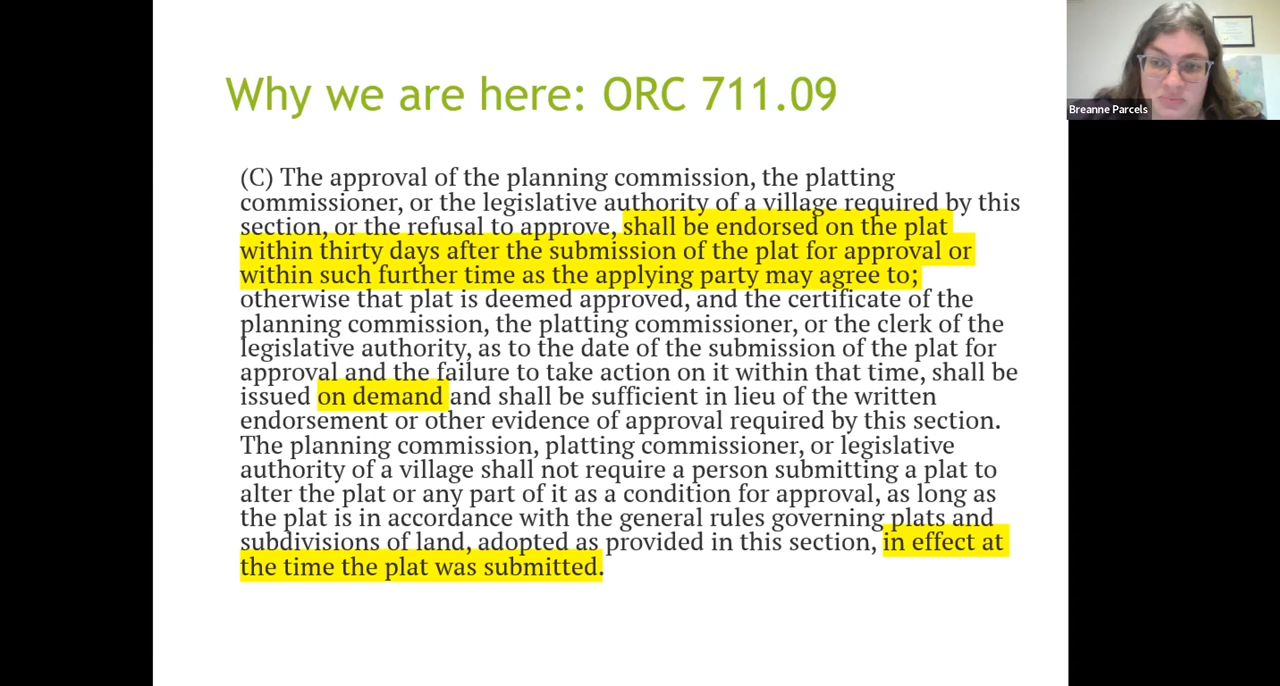 Why we are here: ORC 711.09
Breanne Parcels
(C) The approval of the planning commission, the platting
commissioner, or the legislative authority of a village required by this
section, or the refusal to approve, shall be endorsed on the plat
within thirty days after the submission of the plat for approval or
within such further time as the applying party may agree to;
otherwise that plat is deemed approved, and the certificate of the
planning commission, the platting commissioner, or the clerk of the
legislative authority, as to the date of the submission of the plat for
approval and the failure to take action on it within that time, shall be
issued on demand and shall be sufficient in lieu of the written
endorsement or other evidence of approval required by this section.
The planning commission, platting commissioner, or legislative
authority of a village shall not require a person submitting a plat to
alter the plat or any part of it as a condition for approval, as long as
the plat is in accordance with the general rules governing plats and
subdivisions of land, adopted as provided in this section, in effect at
the time the plat was submitted.